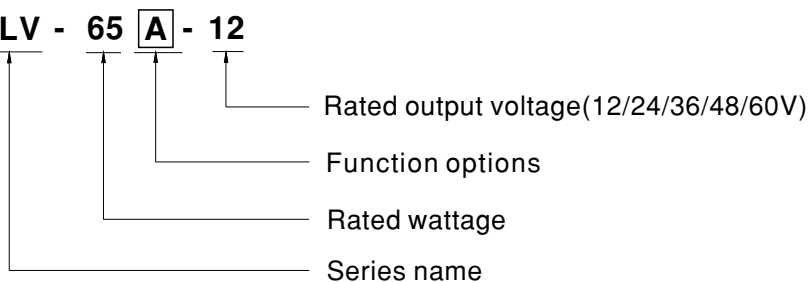 LV - 65 A - 12
Rated output voltage(12/24/36/48/60V)
Function options
Rated wattage
Series name